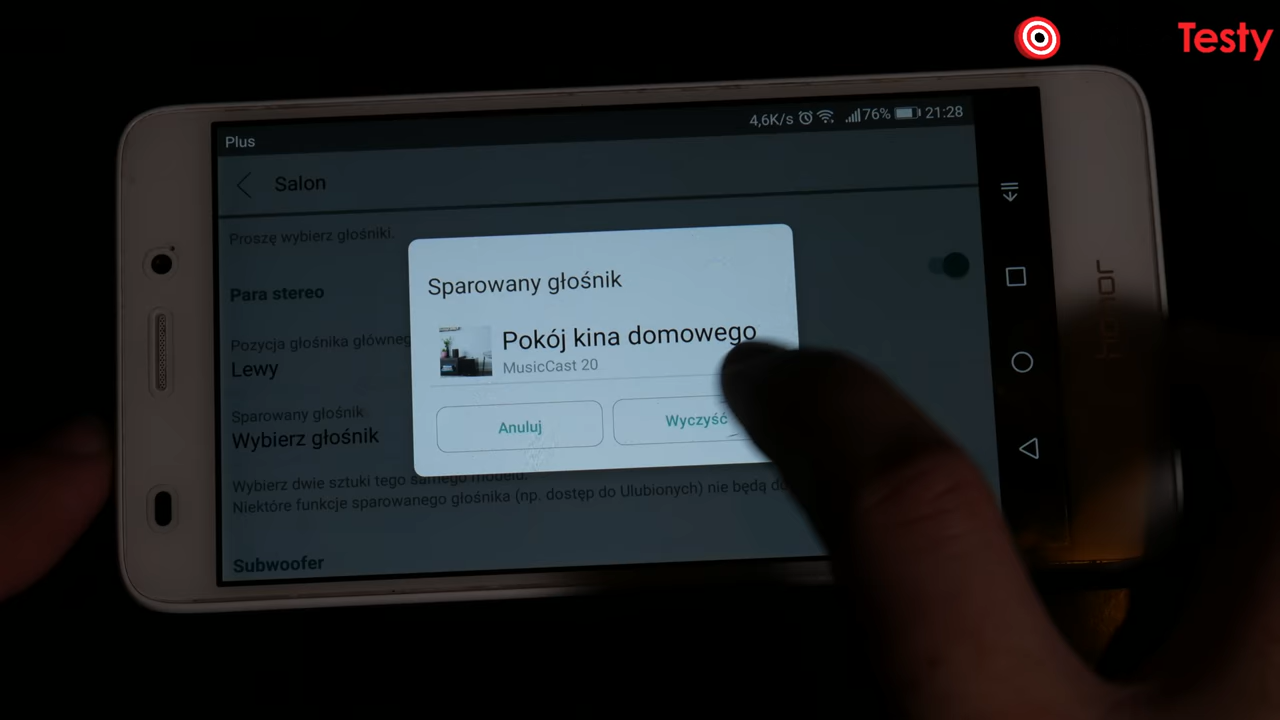 Testy
Plus
4,6K/s 76% 21:28
Salon
Proszę wybierz głośniki.
Para stereo
Pozycja głośnika główneg
Lewy
Sparowany głośnik
Wybierz głośnik
Wybierz dwie sztuki tego samego modelu.
Niektóre funkcje sparowanego głośnika (np. dostęp do Ulubionych) nie będą do
Subwoofer
Sparowany głośnik
Pokój kina domowego
MusicCast 20
Anuluj
Wyczyść
honor